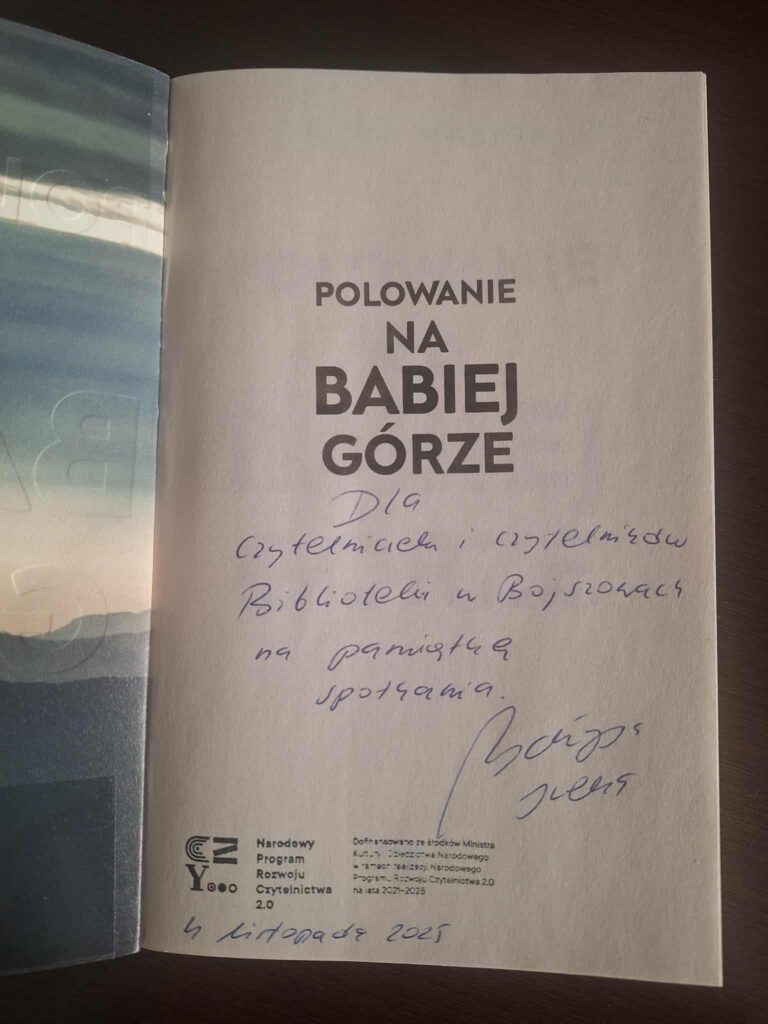 POLOWANIE
NA
BABIEJ
GÓRZE
Dla
Czytelniczek i czytelników
Biblioteki w Bojszowach
na pamiątkę
spotkania.
CZ
Y
Narodowy
Program
Rozwoju
Czytelnictwa
2.0
Dofinansowano ze środków Ministra
Kultury i Dziedzictwa Narodowego
w ramach realizacji Narodowego
Programu Rozwoju Czytelnictwa 2.0
na lata 2021-2025
4 listopada 2025